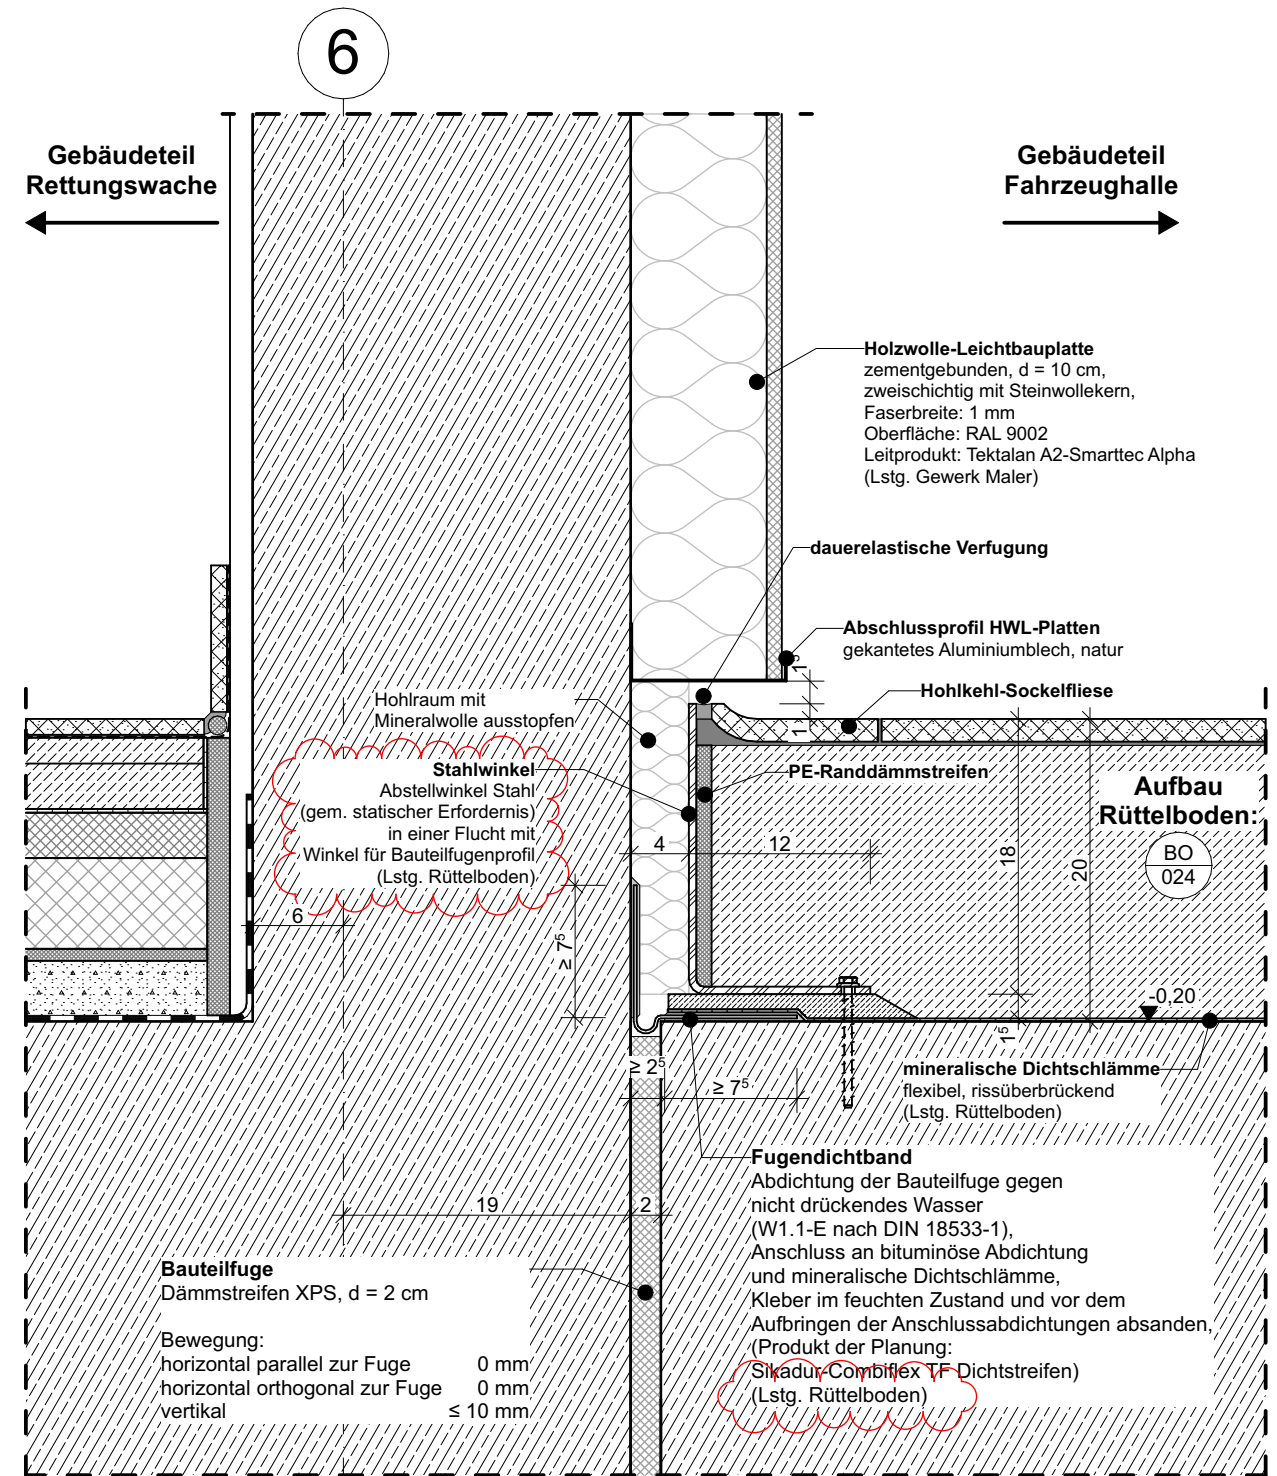 6
Gebäudeteil
Rettungswache
Gebäudeteil
Fahrzeughalle
Holzwolle-Leichtbauplatte
zementgebunden, d = 10 cm,
zweischichtig mit Steinwollekern,
Faserbreite: 1 mm
Oberfläche: RAL 9002
Leitprodukt: Tektalan A2-Smarttec Alpha
(Lstg. Gewerk Maler)
dauerelastische Verfugung
Abschlussprofil HWL-Platten
gekantetes Aluminiumblech, natur
1⁵
Hohlkehl-Sockelfliese
1
Hohlraum mit
Mineralwolle ausstopfen
Stahlwinkel
Abstellwinkel Stahl
(gem. statischer Erfordernis)
in einer Flucht mit
Winkel für Bauteilfugenprofil
(Lstg. Rüttelboden)
PE-Randdämmstreifen
Aufbau
Rüttelboden:
BO
024
4
12
18
20
6
≥ 7⁵
-0,20
1⁵
≥ 2⁵
≥ 7⁵
mineralische Dichtschlämme
flexibel, rissüberbrückend
(Lstg. Rüttelboden)
19
2
Fugendichtband
Abdichtung der Bauteilfuge gegen
nicht drückendes Wasser
(W1.1-E nach DIN 18533-1),
Anschluss an bituminöse Abdichtung
und mineralische Dichtschlämme,
Kleber im feuchten Zustand und vor dem
Aufbringen der Anschlussabdichtungen absanden,
(Produkt der Planung:
Sikadur-Combiflex TF Dichtstreifen)
(Lstg. Rüttelboden)
Bauteilfuge
Dämmstreifen XPS, d = 2 cm
Bewegung:
horizontal parallel zur Fuge 0 mm
horizontal orthogonal zur Fuge 0 mm
vertikal ≤ 10 mm